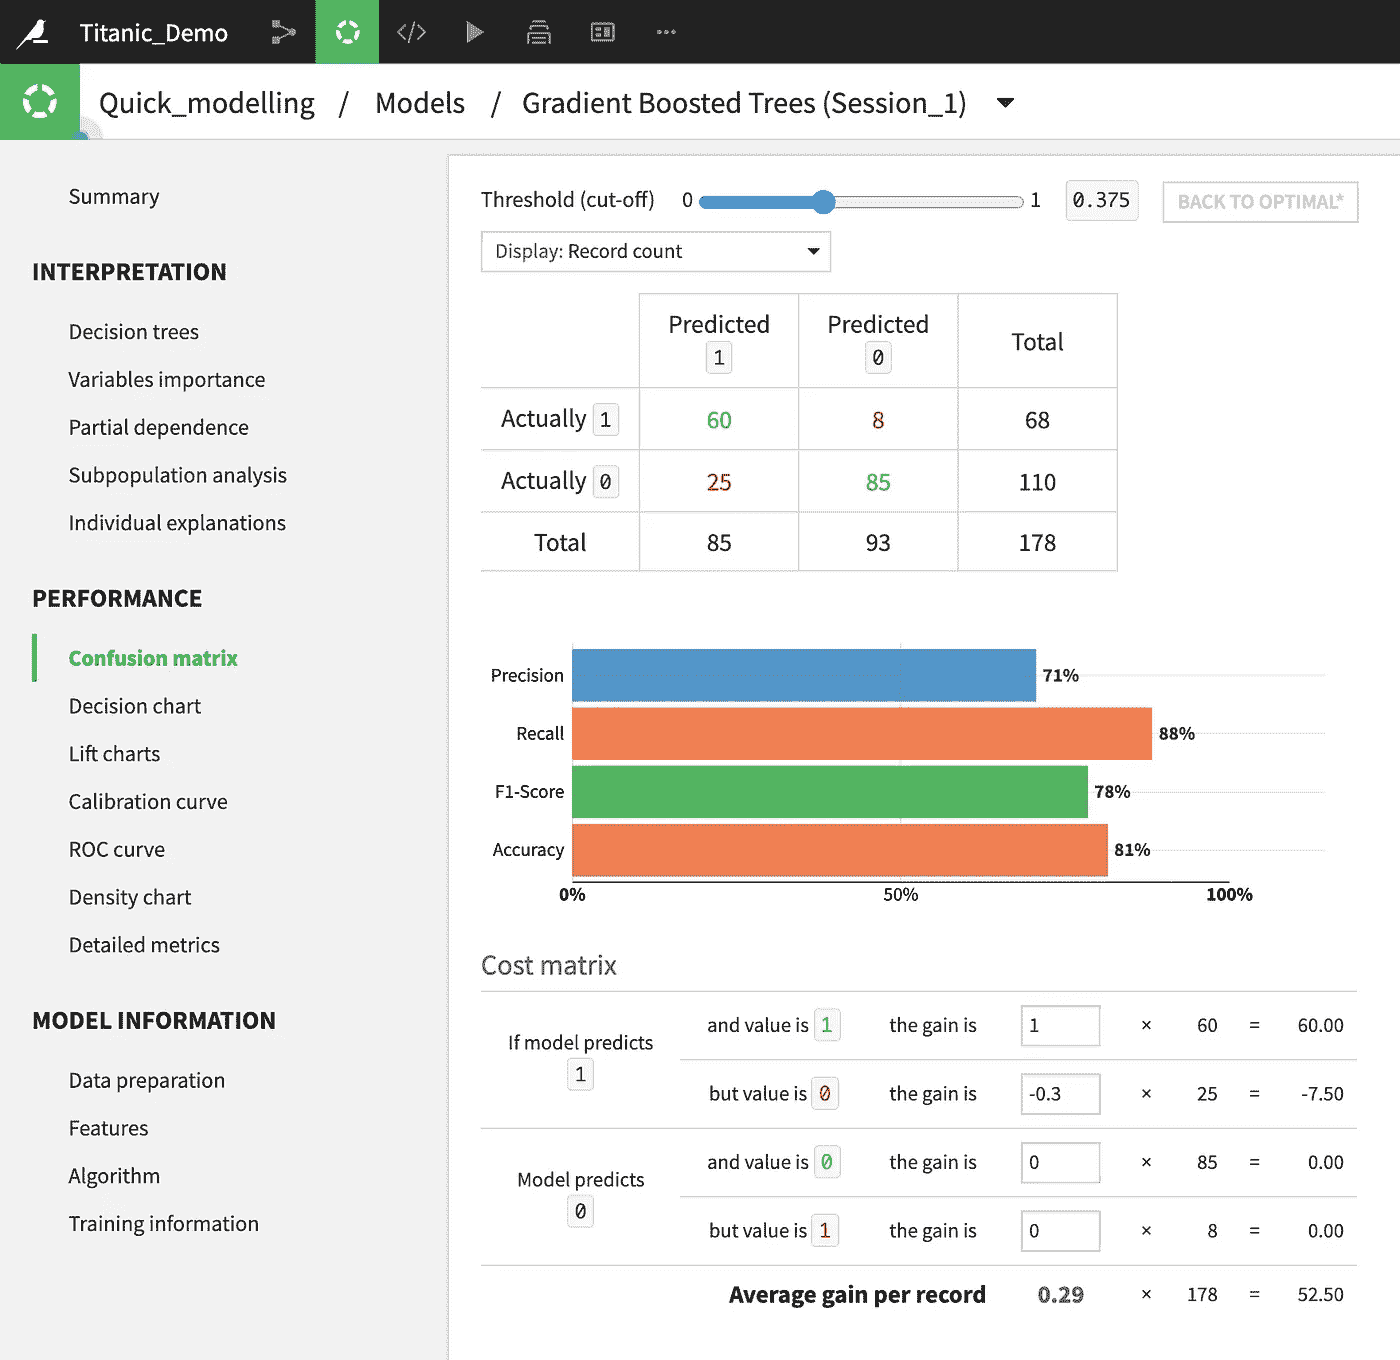 Titanic_Demo
Quick_modelling / Models / Gradient Boosted Trees (Session_1)
Summary
INTERPRETATION
Decision trees
Variables importance
Partial dependence
Subpopulation analysis
Individual explanations
PERFORMANCE
Confusion matrix
Decision chart
Lift charts
Calibration curve
ROC curve
Density chart
Detailed metrics
MODEL INFORMATION
Data preparation
Features
Algorithm
Training information
Threshold (cut-off) 0 1 0.375 BACK TO OPTIMAL*
Display: Record count
Predicted 1 Predicted 0 Total
Actually 1 60 8 68
Actually 0 25 85 110
Total 85 93 178
Precision 71%
Recall 88%
F1-Score 78%
Accuracy 81%
0% 50% 100%
Cost matrix
If model predicts 1
and value is 1 the gain is 1 × 60 = 60.00
but value is 0 the gain is -0.3 × 25 = -7.50
Model predicts 0
and value is 0 the gain is 0 × 85 = 0.00
but value is 1 the gain is 0 × 8 = 0.00
Average gain per record 0.29 × 178 = 52.50